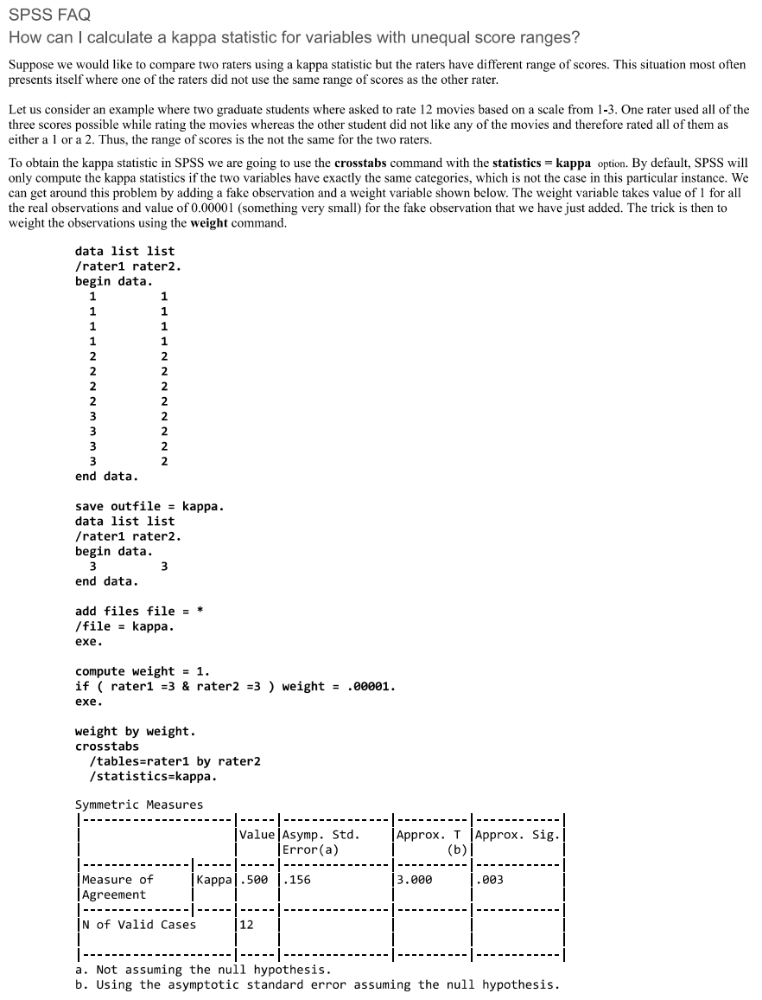 SPSS FAQ
How can I calculate a kappa statistic for variables with unequal score ranges?
Suppose we would like to compare two raters using a kappa statistic but the raters have different range of scores. This situation most often
presents itself where one of the raters did not use the same range of scores as the other rater.
Let us consider an example where two graduate students where asked to rate 12 movies based on a scale from 1-3. One rater used all of the
three scores possible while rating the movies whereas the other student did not like any of the movies and therefore rated all of them as
either a 1 or a 2. Thus, the range of scores is the not the same for the two raters.
To obtain the kappa statistic in SPSS we are going to use the crosstabs command with the statistics = kappa option. By default, SPSS will
only compute the kappa statistics if the two variables have exactly the same categories, which is not the case in this particular instance. We
can get around this problem by adding a fake observation and a weight variable shown below. The weight variable takes value of 1 for all
the real observations and value of 0.00001 (something very small) for the fake observation that we have just added. The trick is then to
weight the observations using the weight command.
data list list
/rater1 rater2.
begin data.
1 1
1 1
1 1
1 1
2 2
2 2
2 2
2 2
3 2
3 2
3 2
3 2
end data.
save outfile = kappa.
data list list
/rater1 rater2.
begin data.
3 3
end data.
add files file = *
/file = kappa.
exe.
compute weight = 1.
if ( rater1 =3 & rater2 =3 ) weight = .00001.
exe.
weight by weight.
crosstabs
/tables=rater1 by rater2
/statistics=kappa.
Symmetric Measures
|Value|Asymp. Std. |Approx. T |Approx. Sig.|
|Error(a) (b)|
|Measure of |Kappa|.500 |.156 |3.000 |.003 |
|Agreement
|N of Valid Cases |12
a. Not assuming the null hypothesis.
b. Using the asymptotic standard error assuming the null hypothesis.